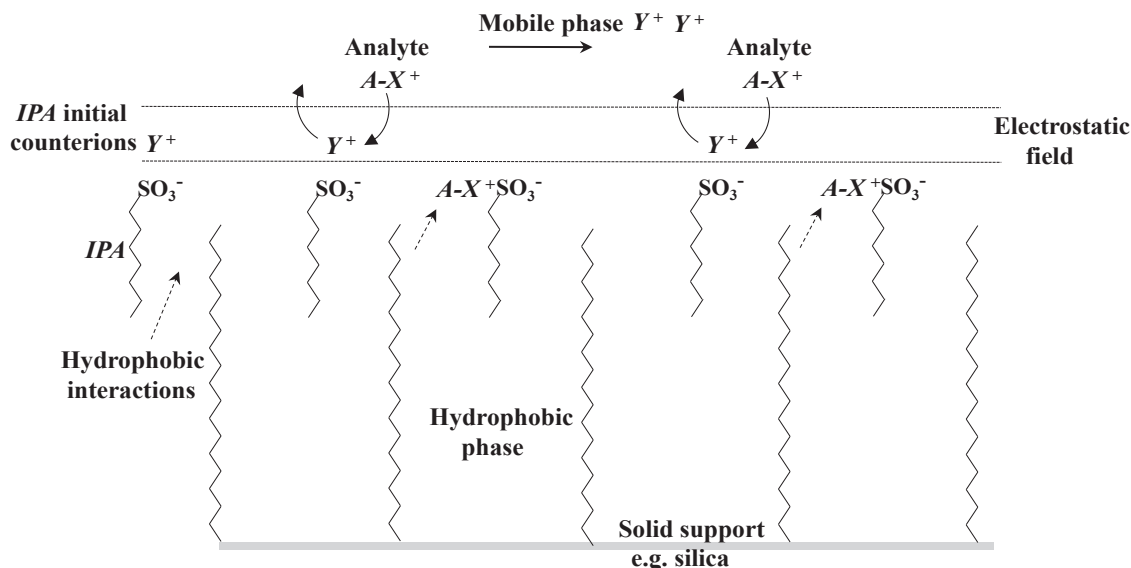 Mobile phase Y⁺ Y⁺
Analyte
A-X⁺
Analyte
A-X⁺
IPA initial
counterions Y⁺
Y⁺
Y⁺
Electrostatic
field
SO₃⁻
SO₃⁻
A-X⁺SO₃⁻
SO₃⁻
A-X⁺SO₃⁻
IPA
Hydrophobic
interactions
Hydrophobic
phase
Solid support
e.g. silica